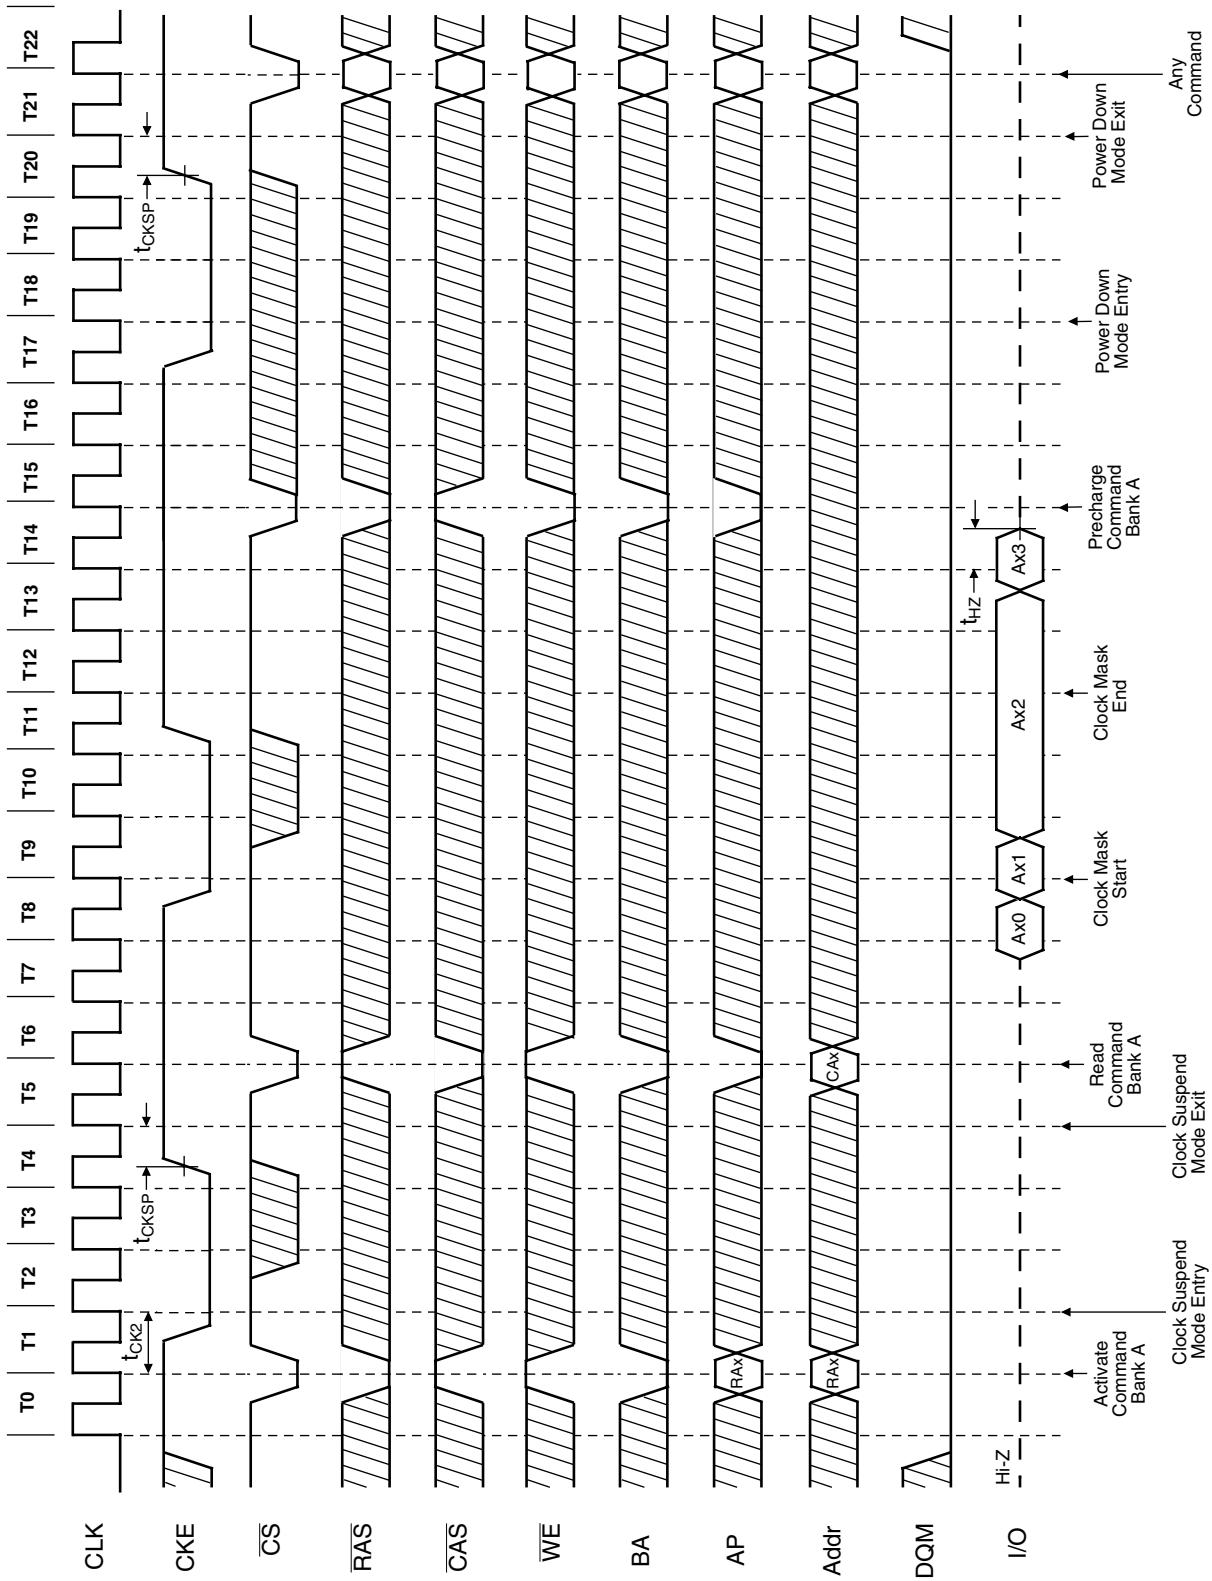 T0 T1 T2 T3 T4 T5 T6 T7 T8 T9 T10 T11 T12 T13 T14 T15 T16 T17 T18 T19 T20 T21 T22
CLK
tCK2
tCKSP
tCKSP
CKE
CS
RAS
CAS
WE
BA
AP
RAx
Addr
RAx
CAx
DQM
I/O
Hi-Z
Ax0
Ax1
Ax2
Ax3
tHZ
Activate
Command
Bank A
Clock Suspend
Mode Entry
Clock Suspend
Mode Exit
Read
Command
Bank A
Clock Mask
Start
Clock Mask
End
Precharge
Command
Bank A
Power Down
Mode Entry
Power Down
Mode Exit
Any
Command